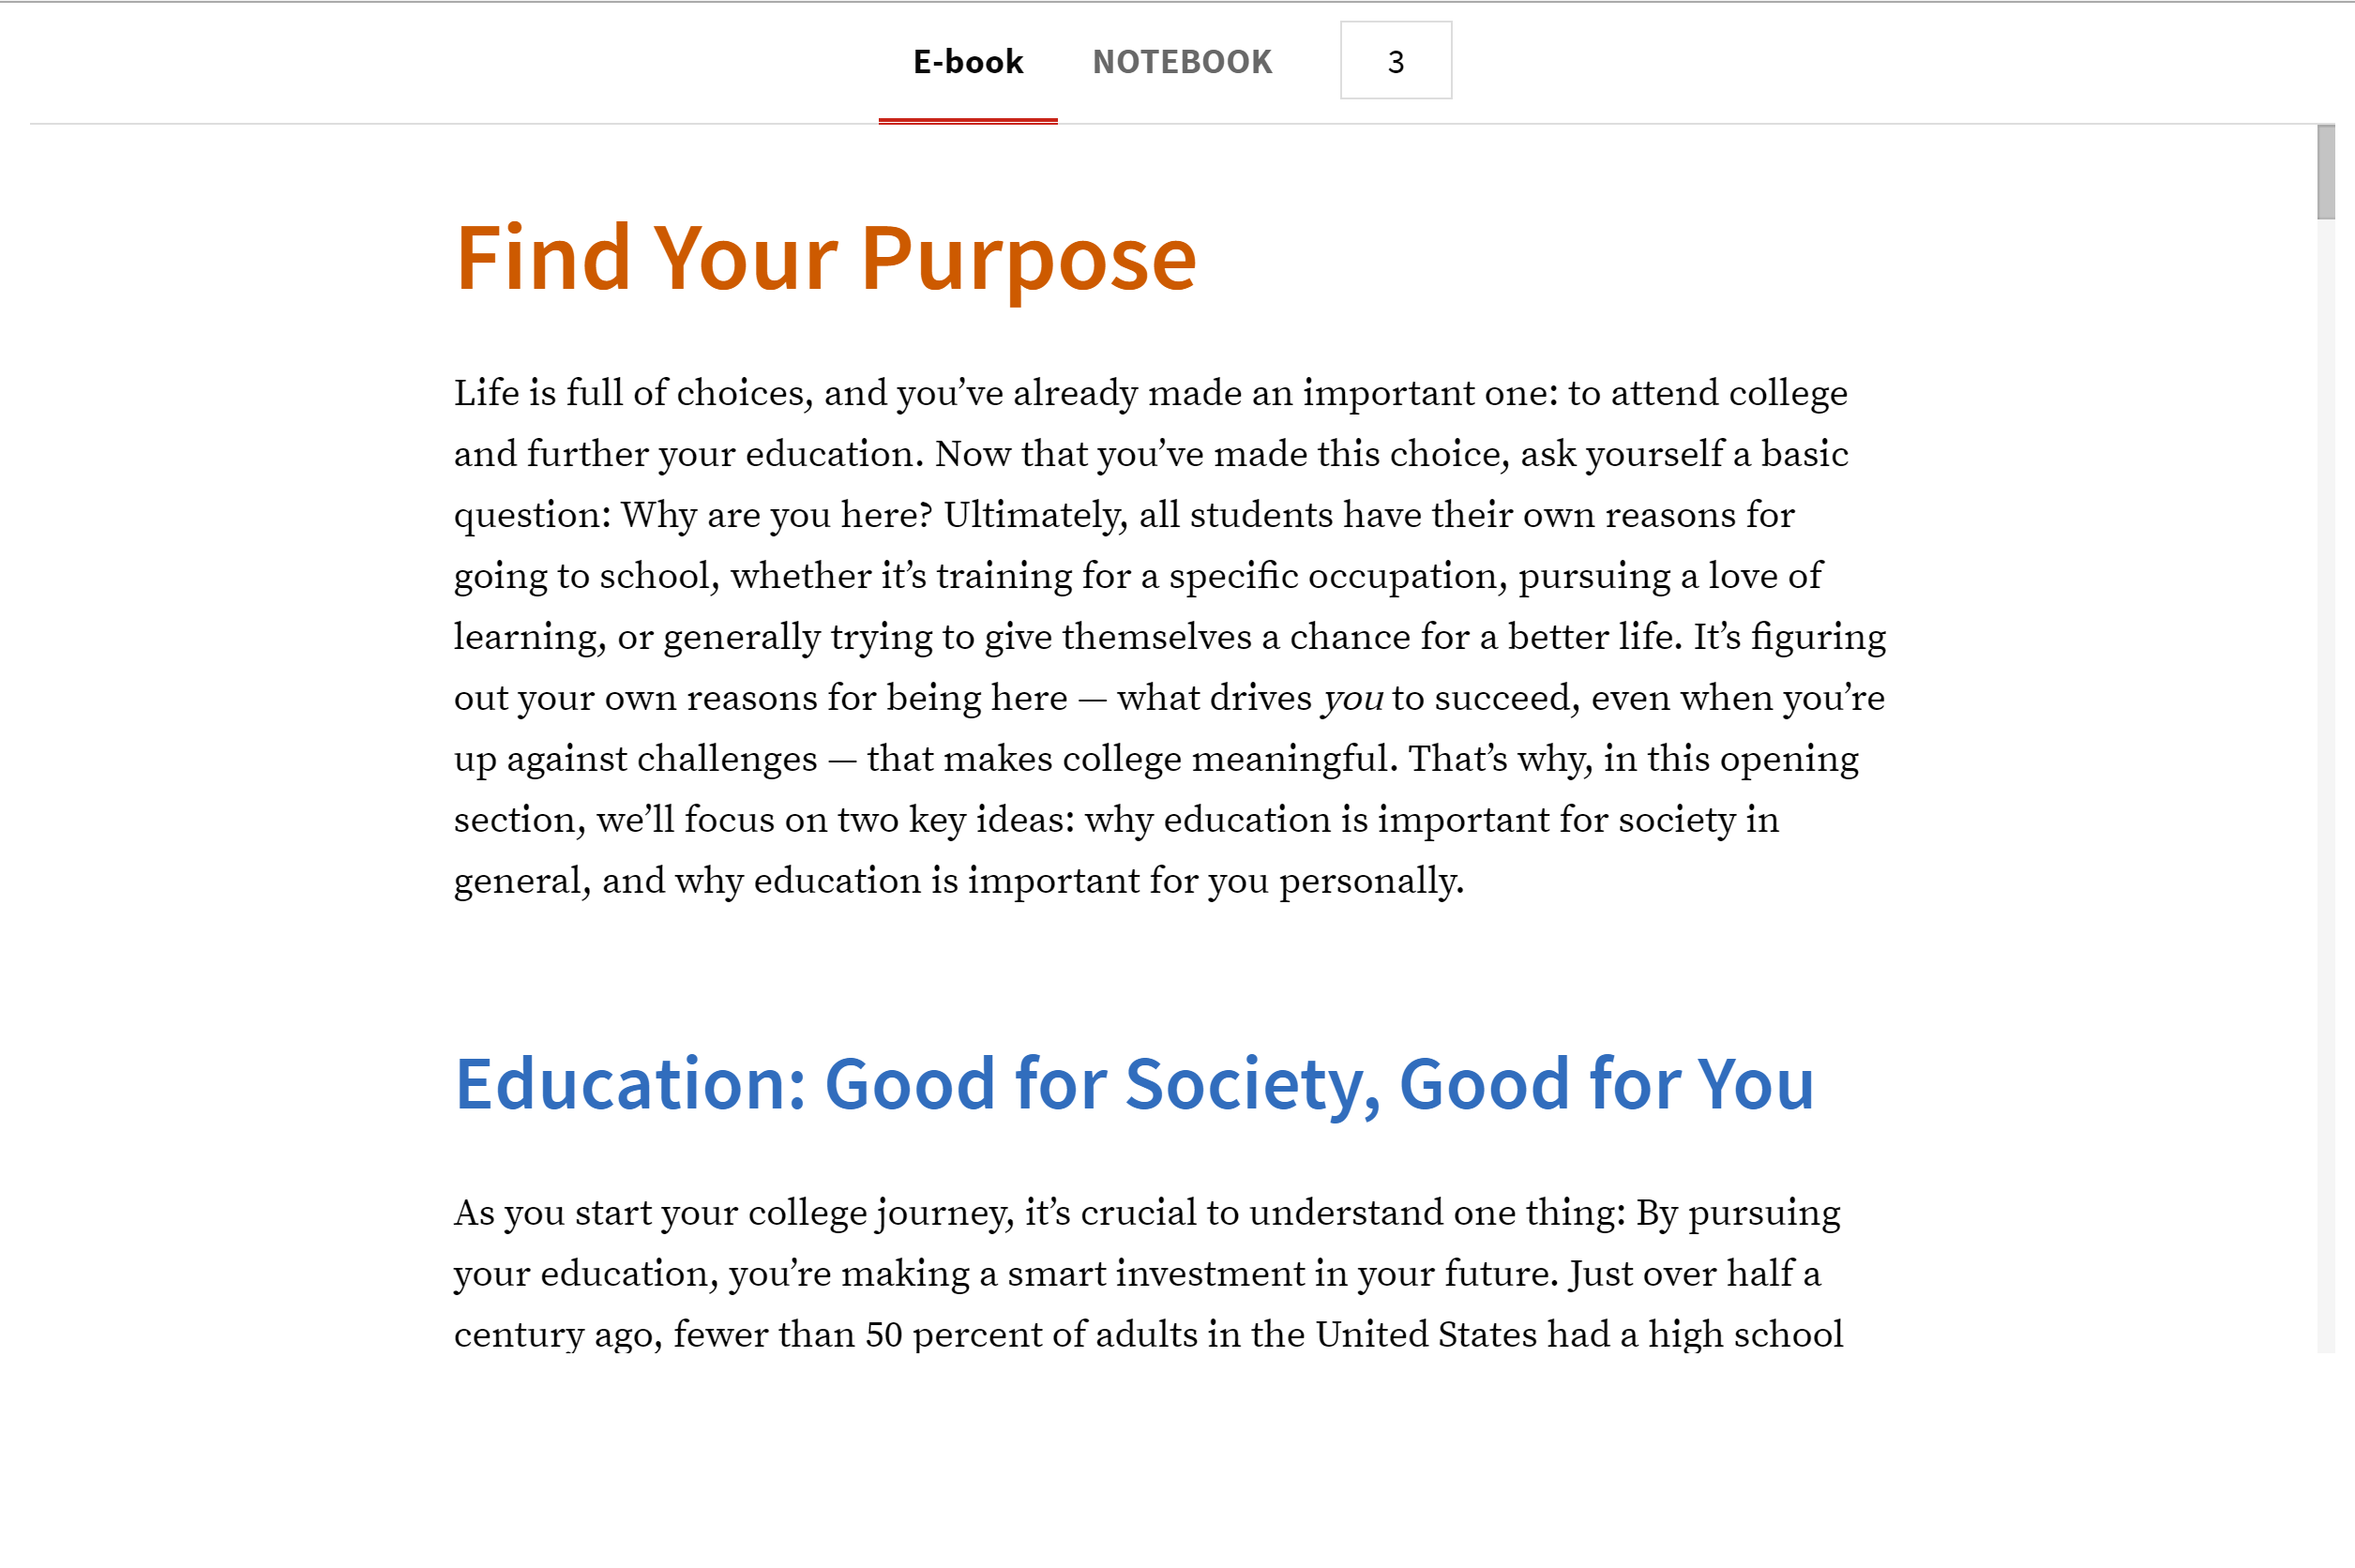 E-book
NOTEBOOK
3
Find Your Purpose
Life is full of choices, and you’ve already made an important one: to attend college
and further your education. Now that you’ve made this choice, ask yourself a basic
question: Why are you here? Ultimately, all students have their own reasons for
going to school, whether it’s training for a specific occupation, pursuing a love of
learning, or generally trying to give themselves a chance for a better life. It’s figuring
out your own reasons for being here — what drives you to succeed, even when you’re
up against challenges — that makes college meaningful. That’s why, in this opening
section, we’ll focus on two key ideas: why education is important for society in
general, and why education is important for you personally.
Education: Good for Society, Good for You
As you start your college journey, it’s crucial to understand one thing: By pursuing
your education, you’re making a smart investment in your future. Just over half a
century ago, fewer than 50 percent of adults in the United States had a high school